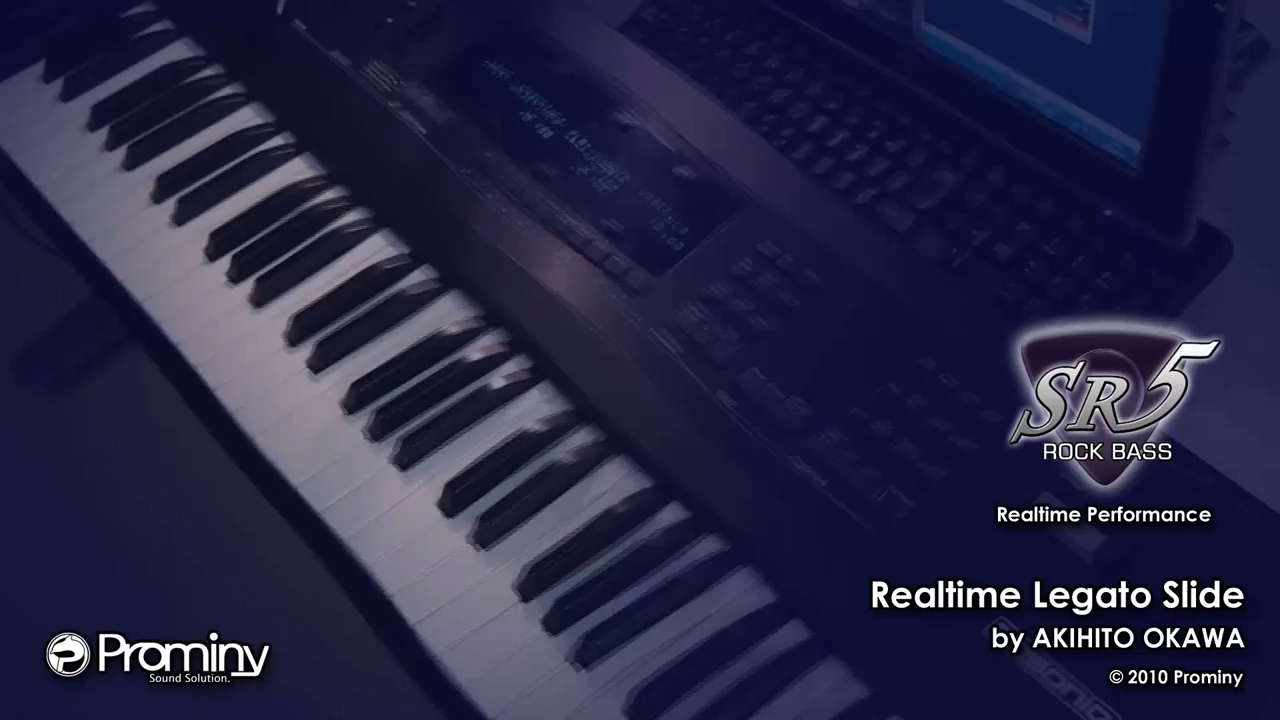 SR5
ROCK BASS
Realtime Performance
Realtime Legato Slide
by AKIHITO OKAWA
© 2010 Prominy
Prominy
Sound Solution.